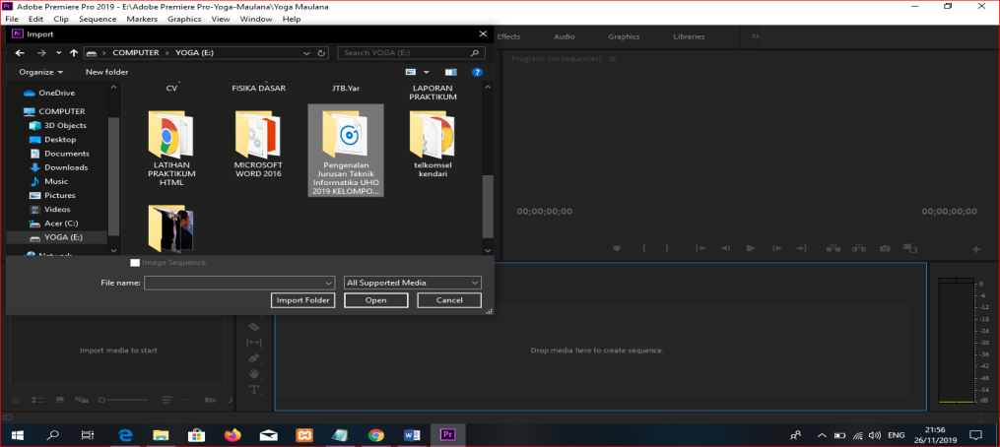 Pr Adobe Premiere Pro 2019 - E:\Adobe Premiere Pro-Yoga-Maulana\Yoga Maulana
File Edit Clip Sequence Markers Graphics View Window Help
Pr Import
Effects Audio Graphics Libraries
COMPUTER YOGA (E:) Search YOGA (E:)
Program: (no sequences)
Organize New folder
OneDrive
COMPUTER
3D Objects
Desktop
Documents
Downloads
Music
Pictures
Videos
Acer (C:)
YOGA (E:)
Network
CV
FISIKA DASAR
JTB.Yar
LAPORAN
PRAKTIKUM
LATIHAN
PRAKTIKUM
HTML
MICROSOFT
WORD 2016
Pengenalan
Jurusan Teknik
Informatika UHO
2019 KELOMPO...
telkomsel
kendari
00;00;00;00 00;00;00;00
Image Sequence
File name: All Supported Media
Import Folder Open Cancel
Import media to start
Drop media here to create sequence.
0
-6
-12
-18
-24
-30
-36
-42
-48
-54
dB
ENG
21:56
26/11/2019